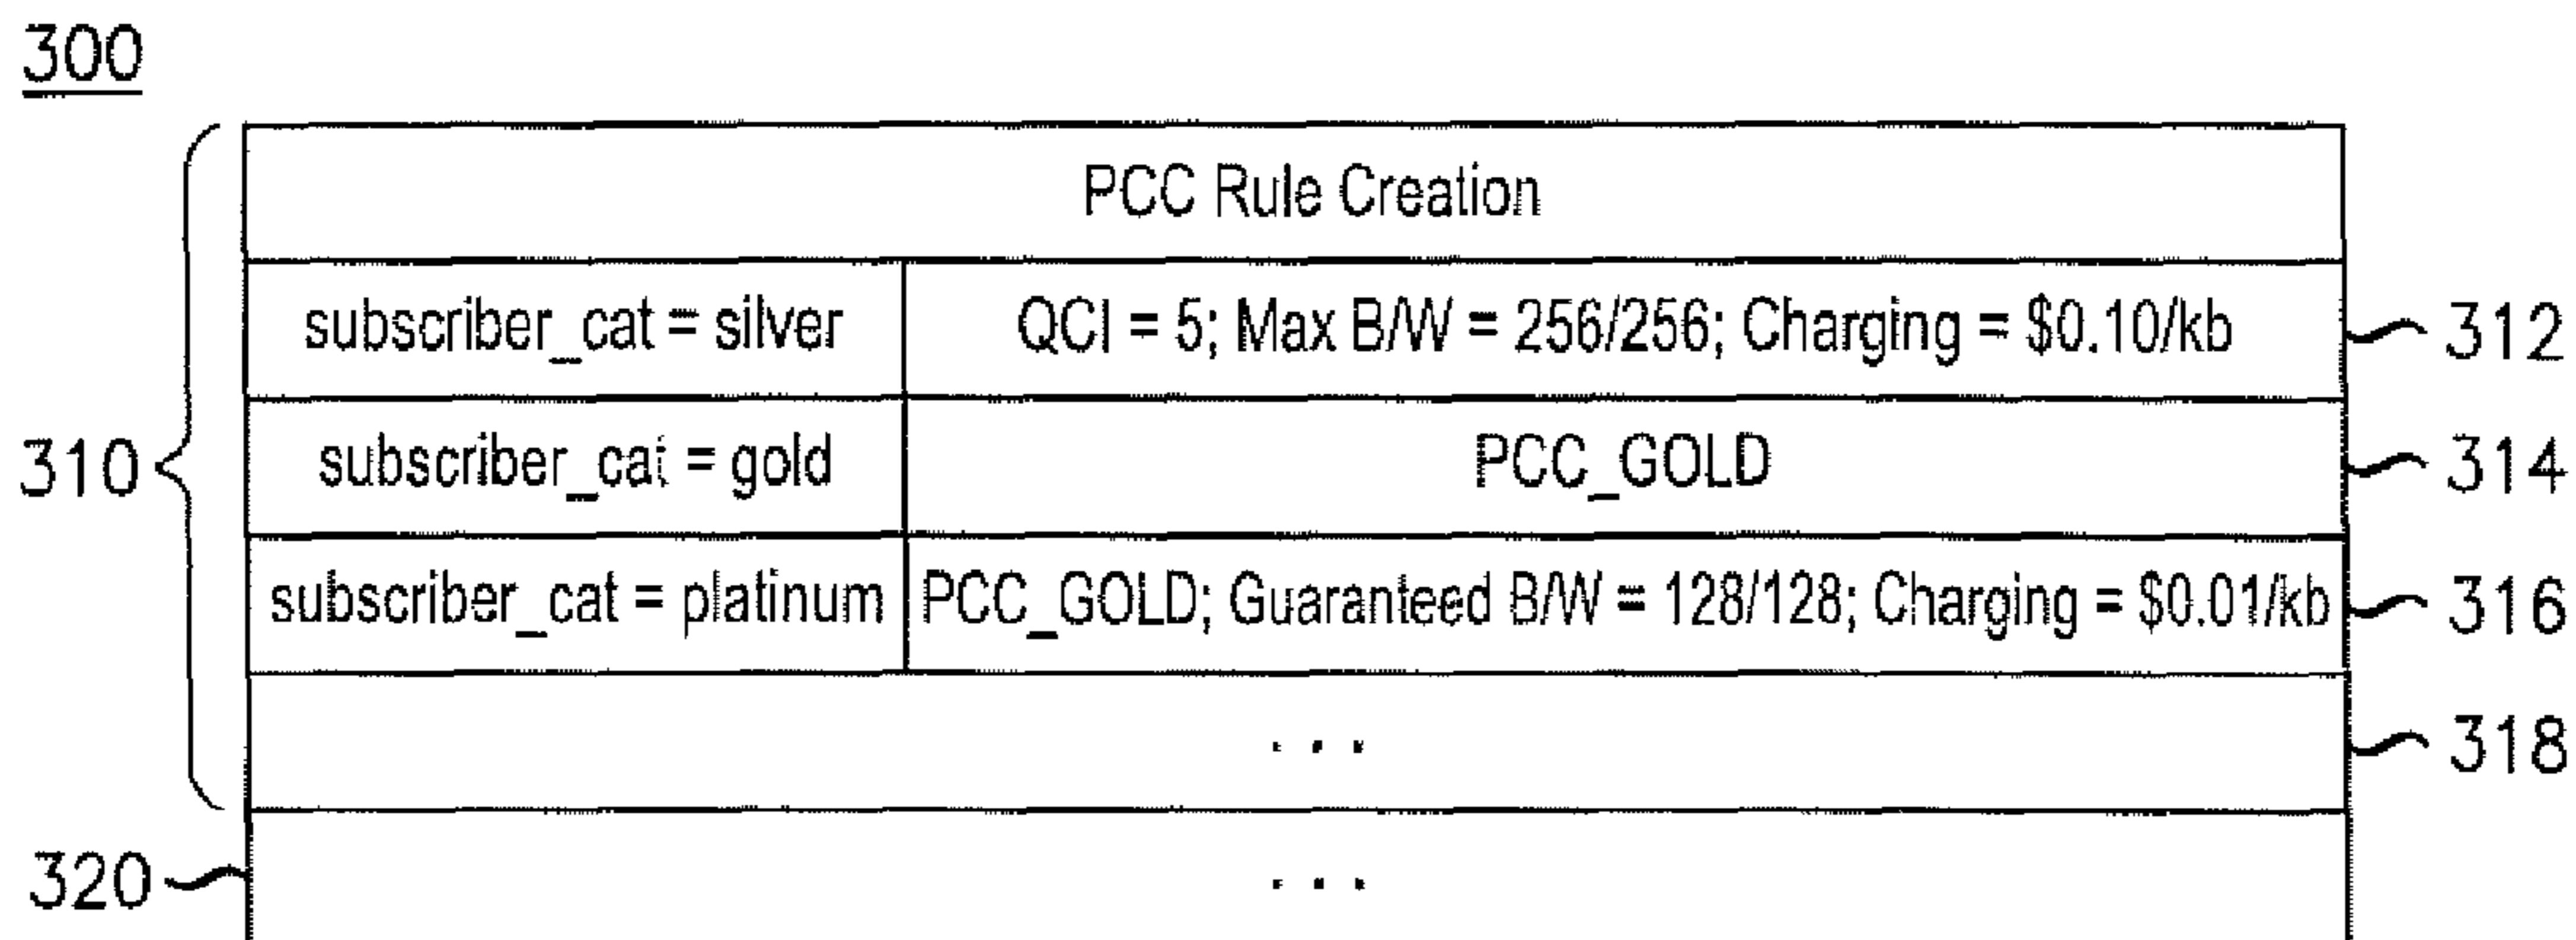 300
PCC Rule Creation
subscriber_cat = silver QCI = 5; Max B/W = 256/256; Charging = $0.10/kb 312
310 subscriber_cat = gold PCC_GOLD 314
subscriber_cat = platinum PCC_GOLD; Guaranteed B/W = 128/128; Charging = $0.01/kb 316
. . . 318
320 . . .